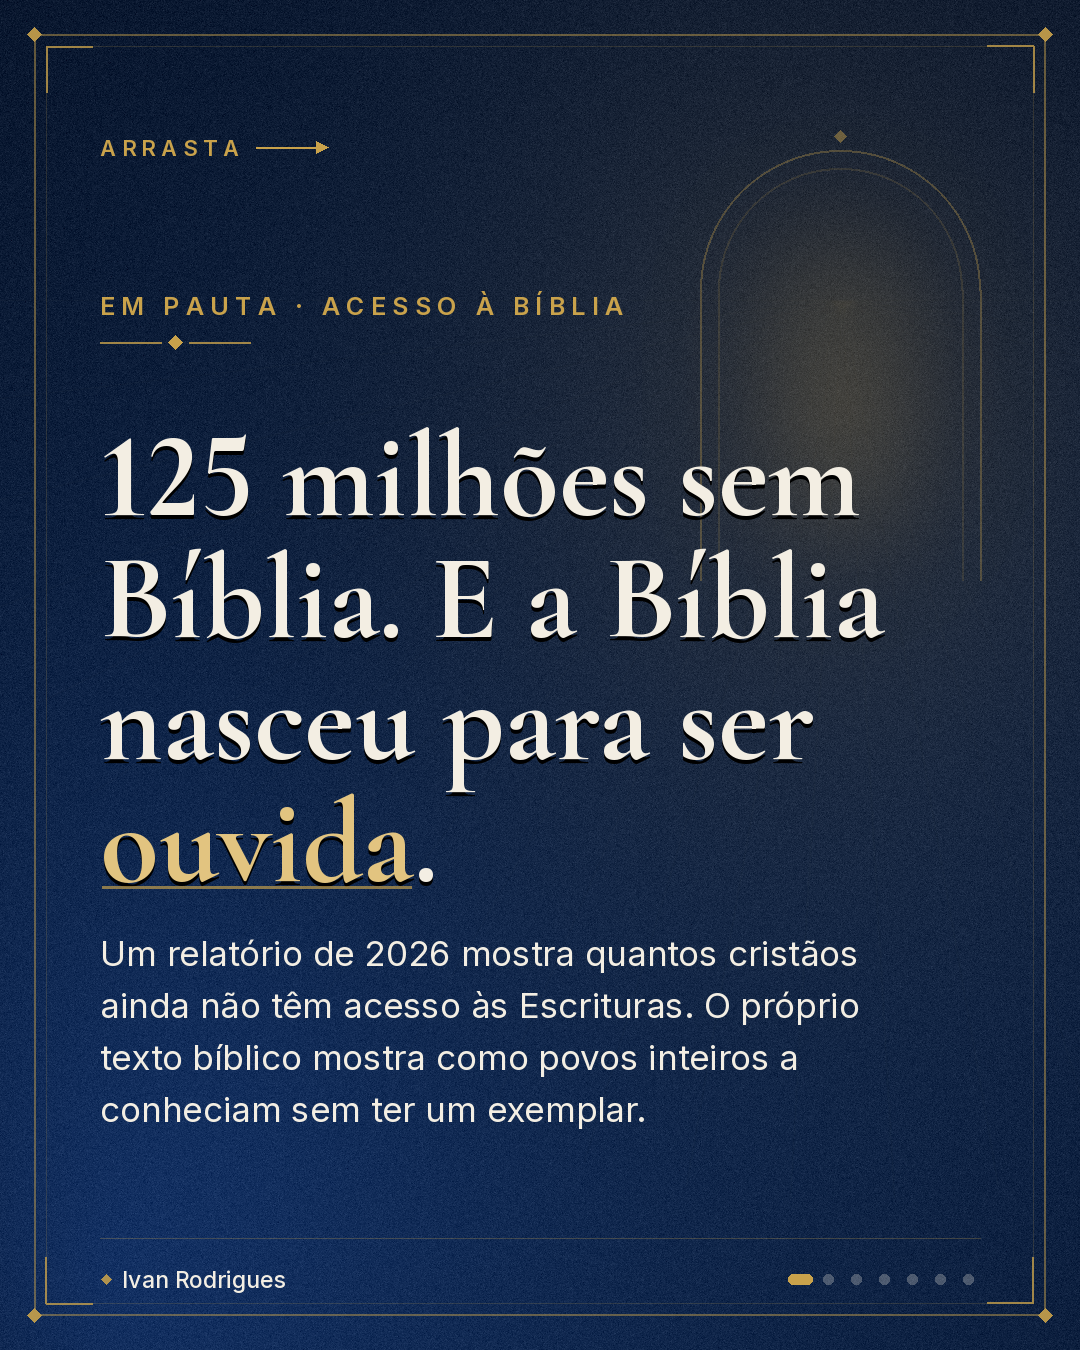 ARRASTA
EM PAUTA · ACESSO À BÍBLIA
125 milhões sem
Bíblia. E a Bíblia
nasceu para ser
ouvida.
Um relatório de 2026 mostra quantos cristãos
ainda não têm acesso às Escrituras. O próprio
texto bíblico mostra como povos inteiros a
conheciam sem ter um exemplar.
Ivan Rodrigues